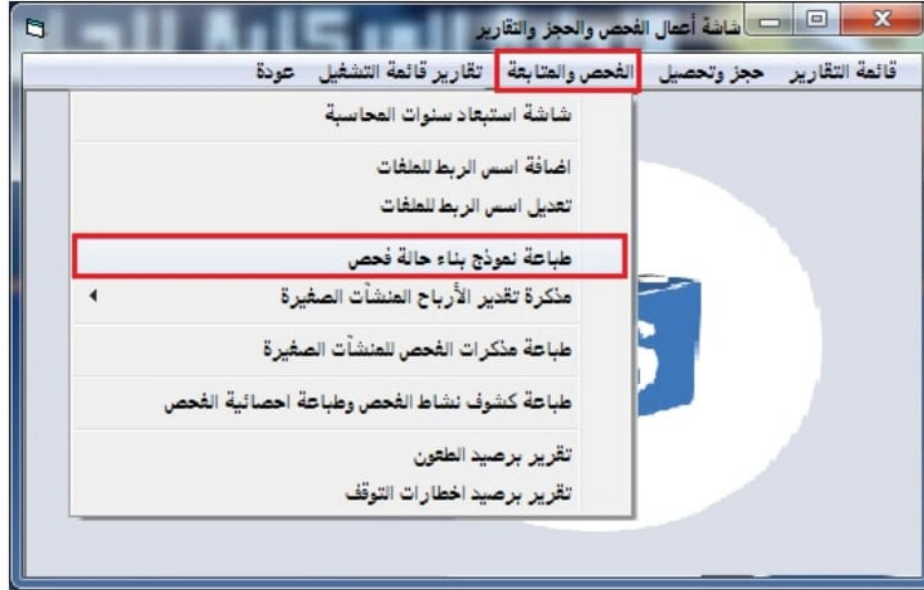 شاشة أعمال الفحص والحجز والتقارير
قائمة التقارير حجز وتحصيل الفحص والمتابعة تقارير قائمة التشغيل عودة
شاشة استبعاد سنوات المحاسبة
اضافة اسس الربط للملفات
تعديل اسس الربط للملفات
طباعة نموذج بناء حالة فحص
مذكرة تقدير الأرباح المنشآت الصغيرة
طباعة مذكرات الفحص للمنشآت الصغيرة
طباعة كشوف نشاط الفحص وطباعة احصائية الفحص
تقرير برصيد الطعون
تقرير برصيد اخطارات التوقف